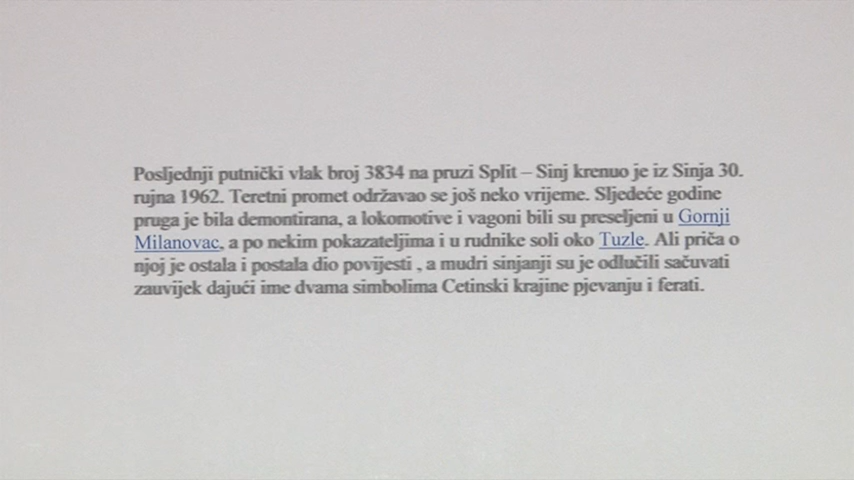 Posljednji putnički vlak broj 3834 na pruzi Split – Sinj krenuo je iz Sinja 30.
rujna 1962. Teretni promet održavao se još neko vrijeme. Sljedeće godine
pruga je bila demontirana, a lokomotive i vagoni bili su preseljeni u Gornji
Milanovac, a po nekim pokazateljima i u rudnike soli oko Tuzle. Ali priča o
njoj je ostala i postala dio povijesti , a mudri sinjanji su je odlučili sačuvati
zauvijek dajući ime dvama simbolima Cetinski krajine pjevanju i ferati.